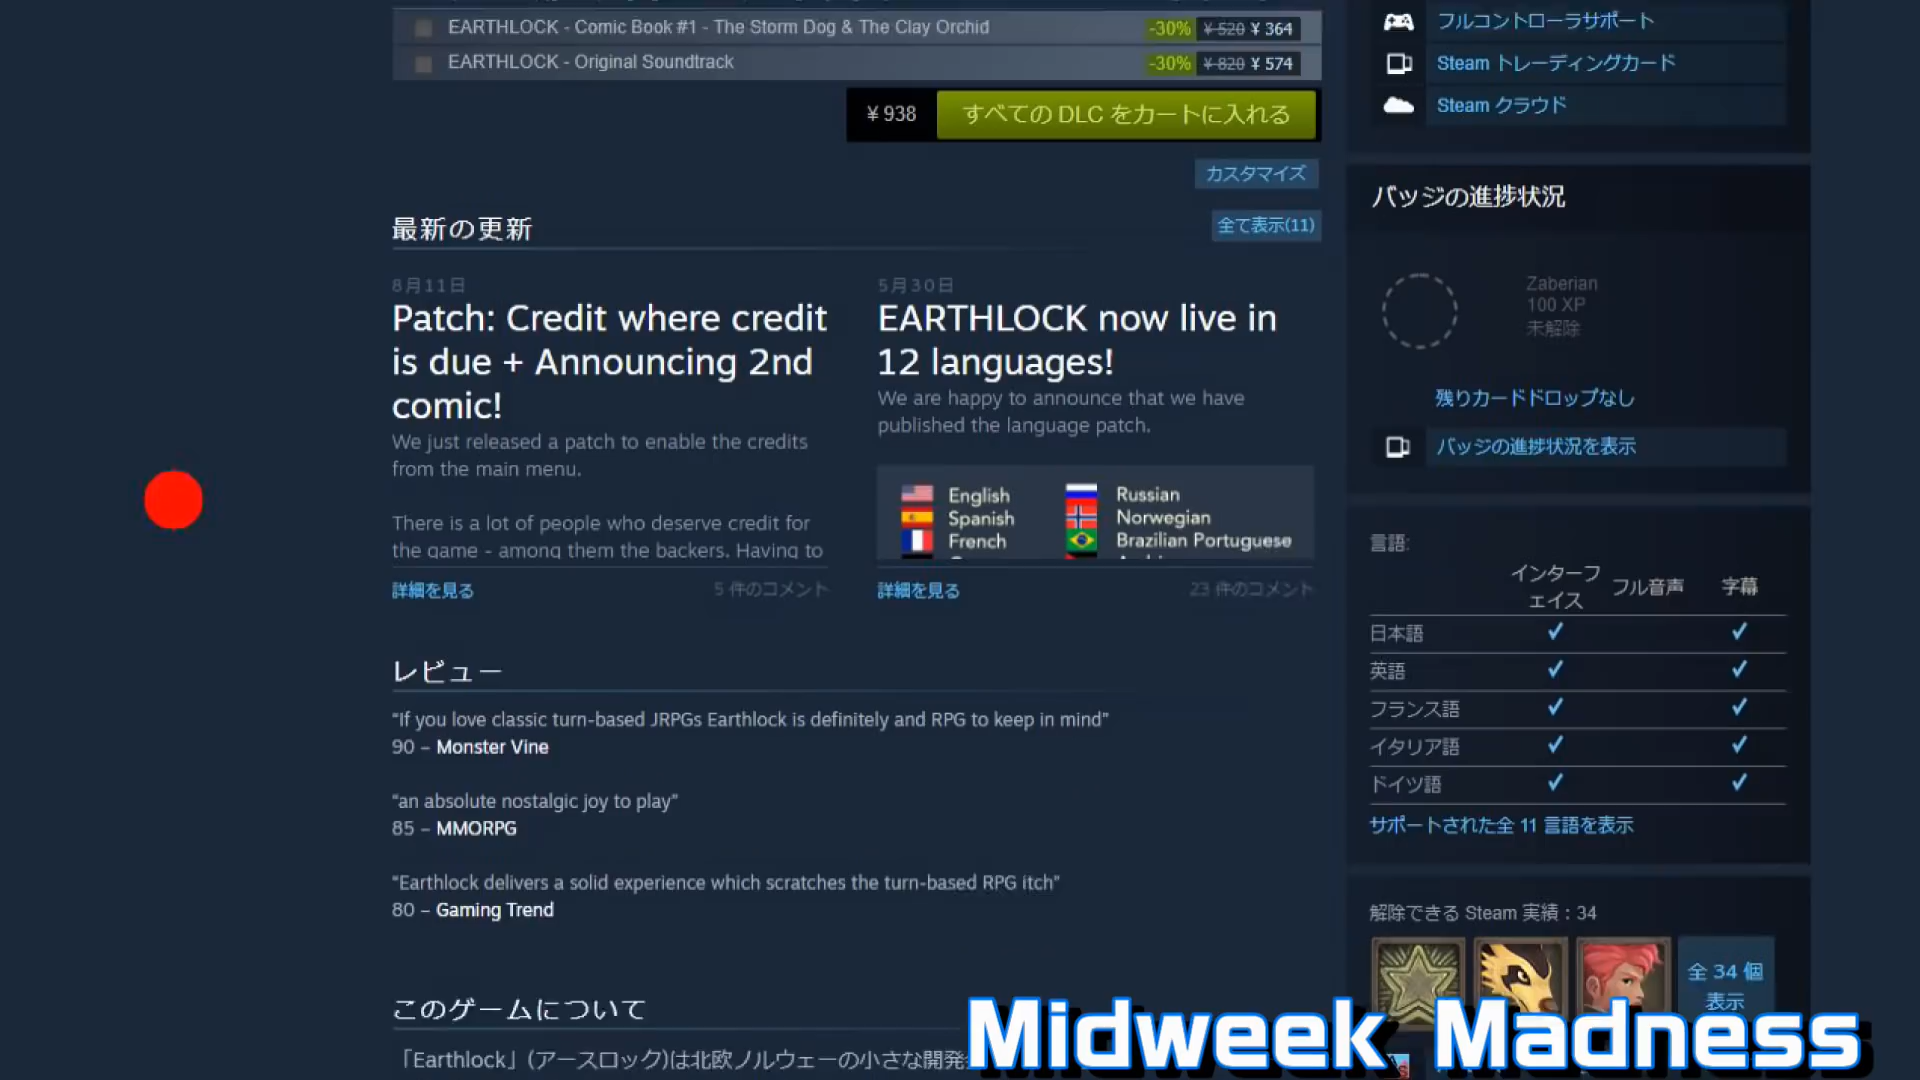 EARTHLOCK - Comic Book #1 - The Storm Dog & The Clay Orchid -30% ¥ 520 ¥ 364
EARTHLOCK - Original Soundtrack -30% ¥ 820 ¥ 574
¥ 938 すべての DLC をカートに入れる
カスタマイズ
最新の更新
全て表示(11)
8月11日
Patch: Credit where credit
is due + Announcing 2nd
comic!
We just released a patch to enable the credits
from the main menu.
There is a lot of people who deserve credit for
the game - among them the backers. Having to
詳細を見る 5 件のコメント
5月30日
EARTHLOCK now live in
12 languages!
We are happy to announce that we have
published the language patch.
English Russian
Spanish Norwegian
French Brazilian Portuguese
詳細を見る 23 件のコメント
レビュー
“If you love classic turn-based JRPGs Earthlock is definitely and RPG to keep in mind”
90 – Monster Vine
“an absolute nostalgic joy to play”
85 – MMORPG
“Earthlock delivers a solid experience which scratches the turn-based RPG itch”
80 – Gaming Trend
このゲームについて
「Earthlock」(アースロック)は北欧ノルウェーの小さな開発
フルコントローラサポート
Steam トレーディングカード
Steam クラウド
バッジの進捗状況
Zaberian
100 XP
未解除
残りカードドロップなし
バッジの進捗状況を表示
言語:
インターフ
ェイス フル音声 字幕
日本語 ✓ ✓
英語 ✓ ✓
フランス語 ✓ ✓
イタリア語 ✓ ✓
ドイツ語 ✓ ✓
サポートされた全 11 言語を表示
解除できる Steam 実績：34
全 34 個
表示
Midweek Madness